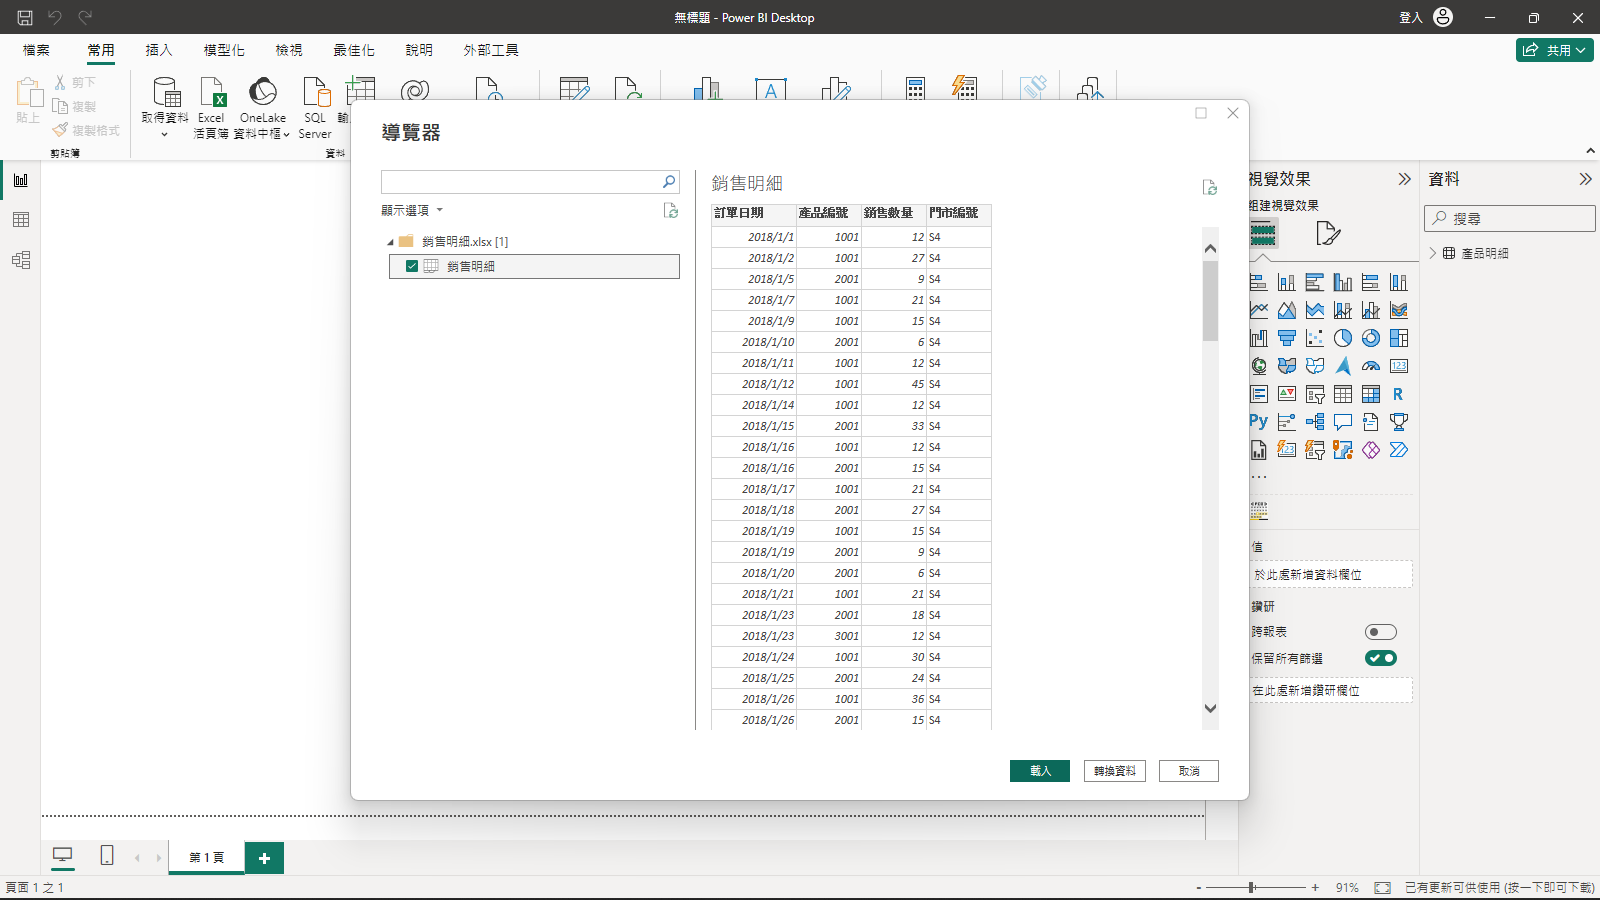 無標題 - Power BI Desktop
登入
檔案 常用 插入 模型化 檢視 最佳化 說明 外部工具
共用
貼上
剪下
複製
複製格式
剪貼簿
取得資料
Excel
活頁簿
OneLake
資料中樞
SQL
Server
資料
導覽器
顯示選項
銷售明細.xlsx [1]
銷售明細
銷售明細
訂單日期 產品編號 銷售數量 門市編號
2018/1/1 1001 12 S4
2018/1/2 1001 27 S4
2018/1/5 2001 9 S4
2018/1/7 1001 21 S4
2018/1/9 1001 15 S4
2018/1/10 2001 6 S4
2018/1/11 1001 12 S4
2018/1/12 1001 45 S4
2018/1/14 1001 12 S4
2018/1/15 2001 33 S4
2018/1/16 1001 12 S4
2018/1/16 2001 15 S4
2018/1/17 1001 21 S4
2018/1/18 2001 27 S4
2018/1/19 1001 15 S4
2018/1/19 2001 9 S4
2018/1/20 2001 6 S4
2018/1/21 1001 21 S4
2018/1/23 2001 18 S4
2018/1/23 3001 12 S4
2018/1/24 1001 30 S4
2018/1/25 2001 24 S4
2018/1/26 1001 36 S4
2018/1/26 2001 15 S4
載入 轉換資料 取消
視覺效果
組建視覺效果
123
R
Py
123
...
值
於此處新增資料欄位
鑽研
跨報表
保留所有篩選
在此處新增鑽研欄位
資料
搜尋
產品明細
第 1 頁
頁面 1 之 1
- + 91%
已有更新可供使用 (按一下即可下載)